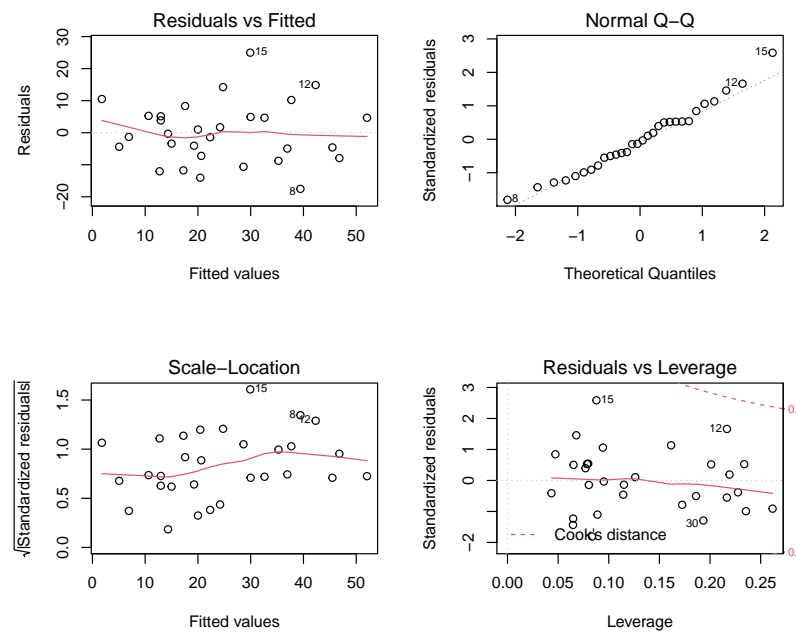 Residuals vs Fitted
Residuals
30
20
10
0
−20
15
12
8
0 10 20 30 40 50
Fitted values
Normal Q−Q
Standardized residuals
3
2
1
0
−1
15
12
8
−2 −1 0 1 2
Theoretical Quantiles
Scale−Location
√|Standardized residuals|
1.5
1.0
0.5
0.0
15
8
12
0 10 20 30 40 50
Fitted values
Residuals vs Leverage
Standardized residuals
3
2
1
0
−2
15
12
30
8
Cook's distance
0.00 0.05 0.10 0.15 0.20 0.25
Leverage